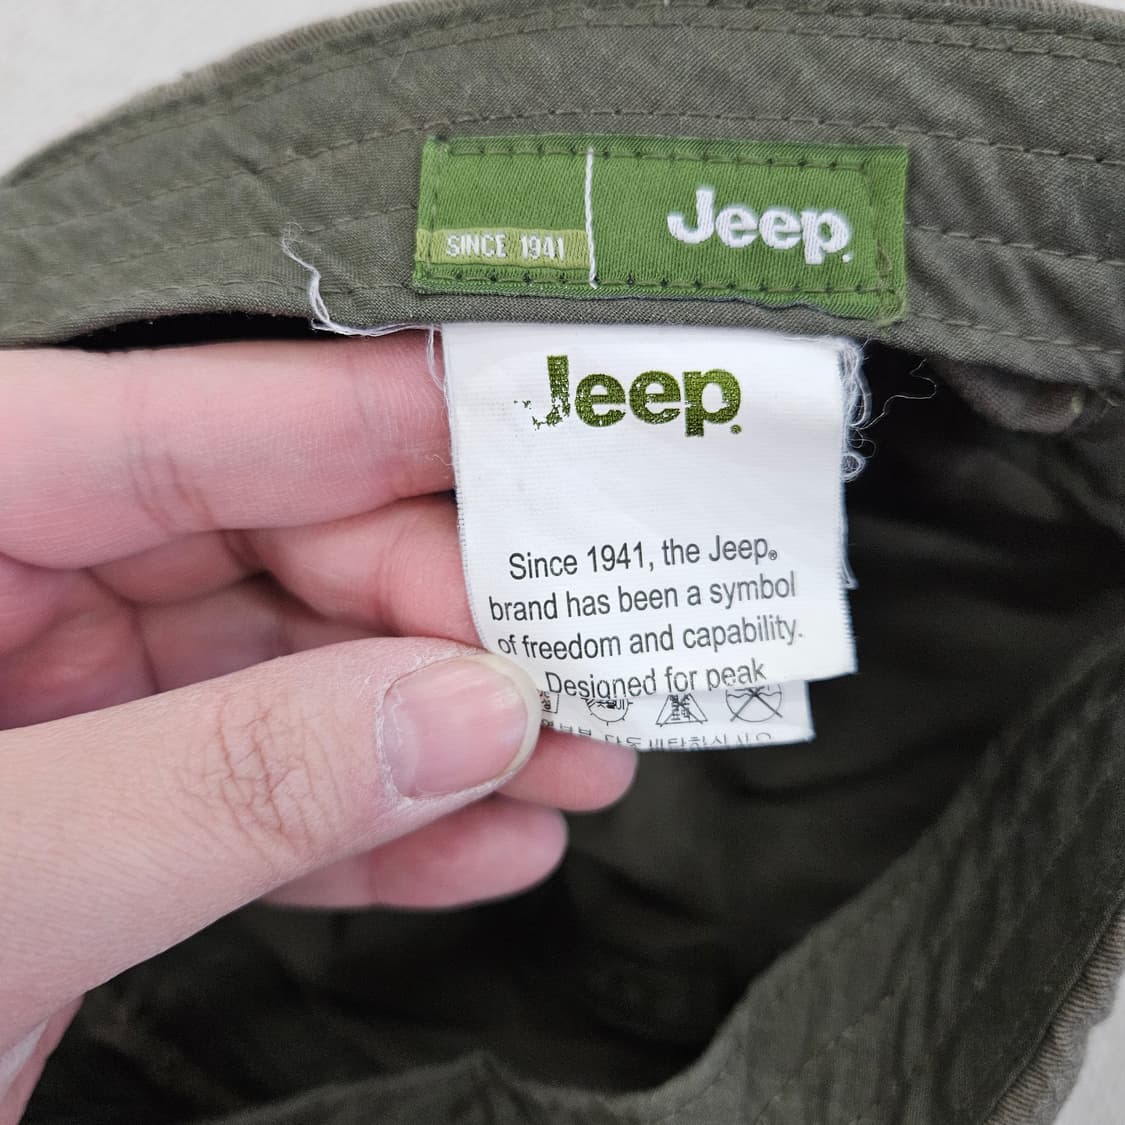 SINCE 1941
Jeep.
Jeep.
Since 1941, the Jeep®
brand has been a symbol
of freedom and capability.
Designed for peak